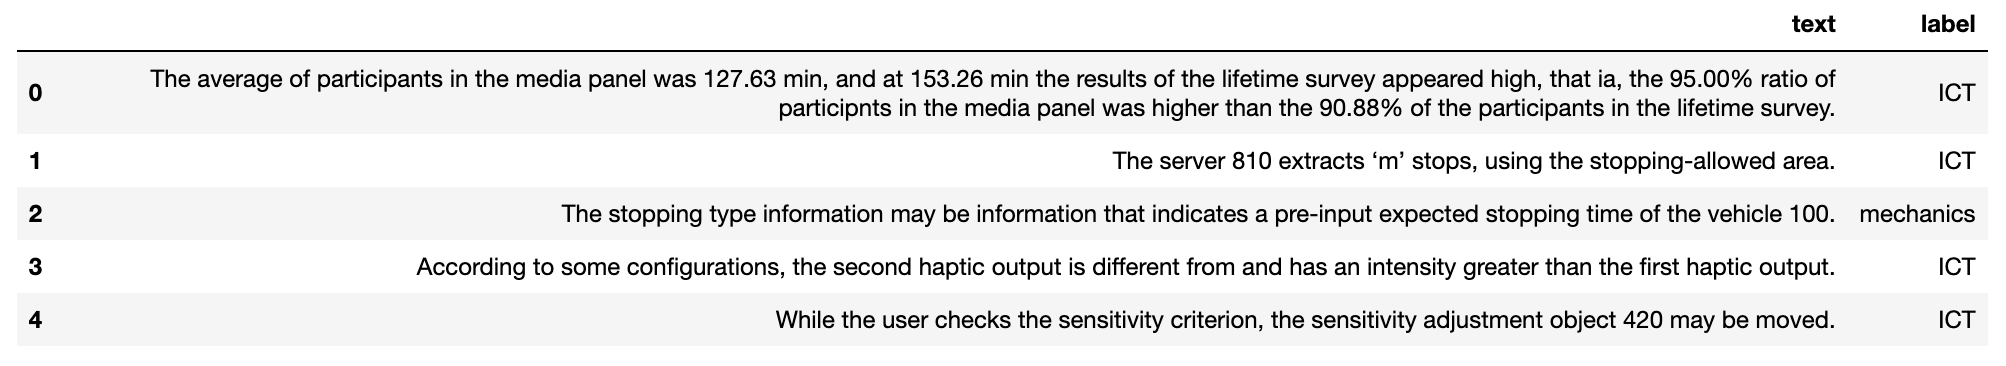 text label
0 The average of participants in the media panel was 127.63 min, and at 153.26 min the results of the lifetime survey appeared high, that ia, the 95.00% ratio of ICT
participnts in the media panel was higher than the 90.88% of the participants in the lifetime survey.
1 The server 810 extracts ‘m’ stops, using the stopping-allowed area. ICT
2 The stopping type information may be information that indicates a pre-input expected stopping time of the vehicle 100. mechanics
3 According to some configurations, the second haptic output is different from and has an intensity greater than the first haptic output. ICT
4 While the user checks the sensitivity criterion, the sensitivity adjustment object 420 may be moved. ICT